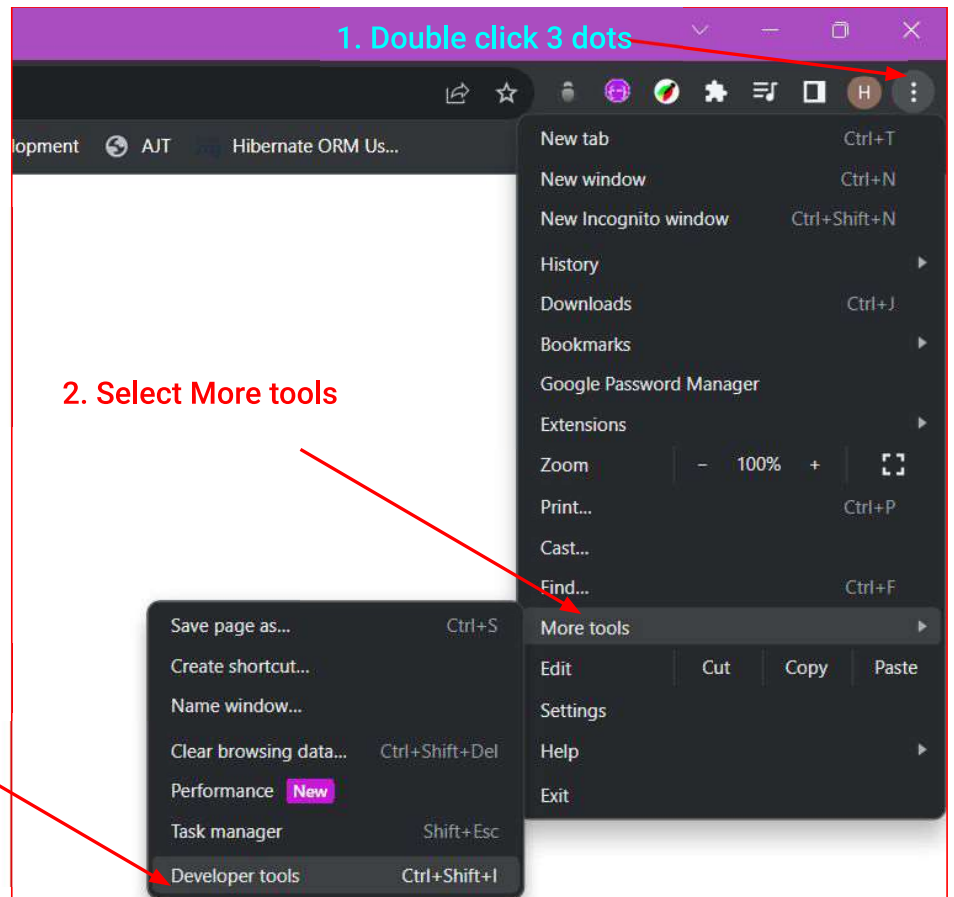 1. Double click 3 dots
H
lopment AJT Hibernate ORM Us...
New tab Ctrl+T
New window Ctrl+N
New Incognito window Ctrl+Shift+N
History
Downloads Ctrl+J
Bookmarks
Google Password Manager
Extensions
Zoom - 100% +
Print... Ctrl+P
Cast...
Find... Ctrl+F
More tools
Edit Cut Copy Paste
Settings
Help
Exit
2. Select More tools
Save page as... Ctrl+S
Create shortcut...
Name window...
Clear browsing data... Ctrl+Shift+Del
Performance New
Task manager Shift+Esc
Developer tools Ctrl+Shift+I